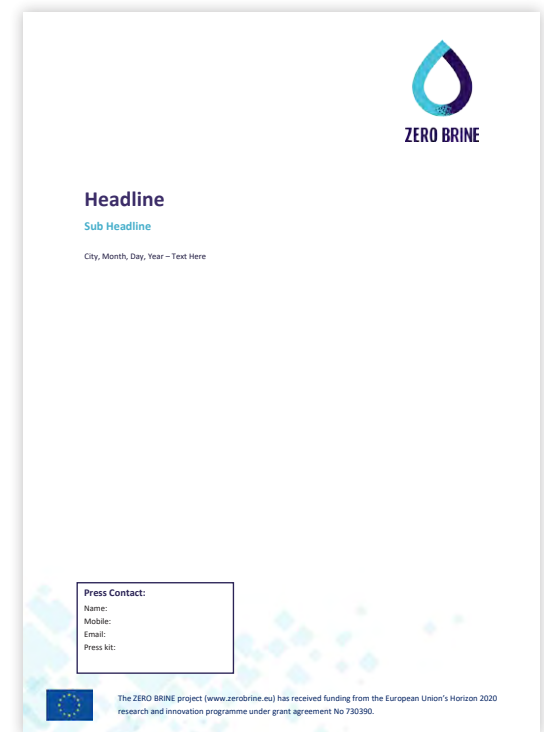 ZERO BRINE
Headline
Sub Headline
City, Month, Day, Year – Text Here
Press Contact:
Name:
Mobile:
Email:
Press kit:
The ZERO BRINE project (www.zerobrine.eu) has received funding from the European Union's Horizon 2020
research and innovation programme under grant agreement No 730390.